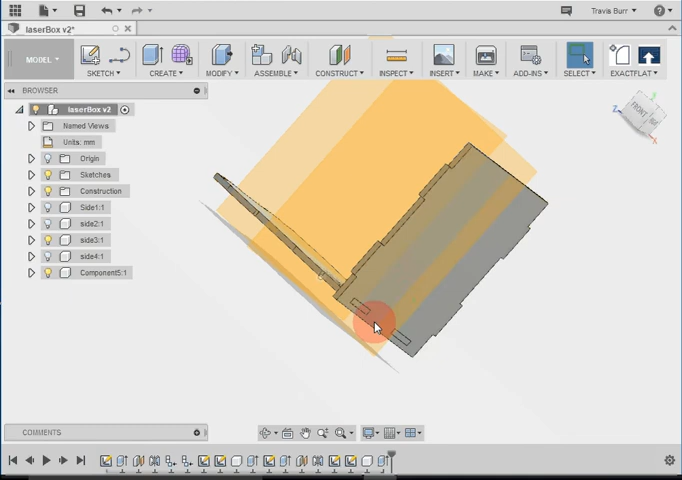 Travis Burr
laserBox v2*
MODEL
SKETCH
CREATE
MODIFY
ASSEMBLE
CONSTRUCT
INSPECT
INSERT
MAKE
ADD-INS
SELECT
EXACTFLAT
BROWSER
laserBox v2
Named Views
Units: mm
Origin
Sketches
Construction
Side1:1
side2:1
side3:1
side4:1
Component5:1
FRONT
Z
X
COMMENTS